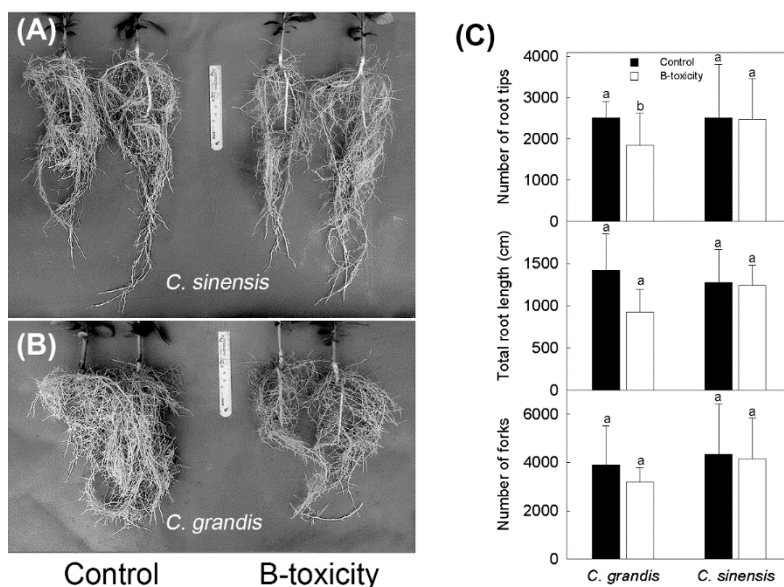 (A)
C. sinensis
(B)
C. grandis
Control
B-toxicity
(C)
Control
B-toxicity
Number of root tips
4000
3000
2000
1000
0
a
b
a
a
Total root length (cm)
1500
1000
500
0
a
a
a
a
Number of forks
6000
4000
2000
0
a
a
a
a
C. grandis
C. sinensis